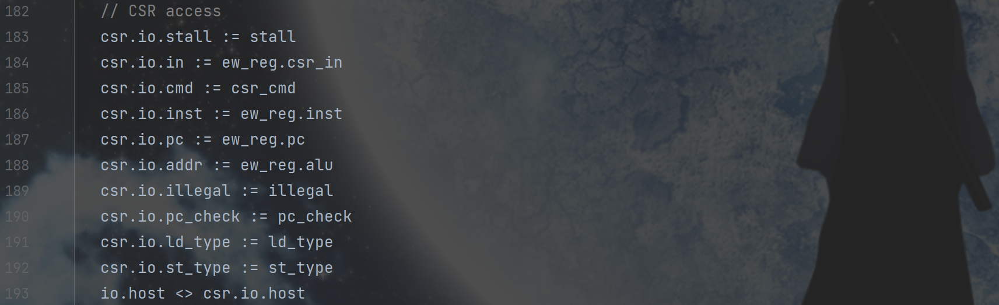 182 // CSR access
183 csr.io.stall := stall
184 csr.io.in := ew_reg.csr_in
185 csr.io.cmd := csr_cmd
186 csr.io.inst := ew_reg.inst
187 csr.io.pc := ew_reg.pc
188 csr.io.addr := ew_reg.alu
189 csr.io.illegal := illegal
190 csr.io.pc_check := pc_check
191 csr.io.ld_type := ld_type
192 csr.io.st_type := st_type
193 io.host <> csr.io.host